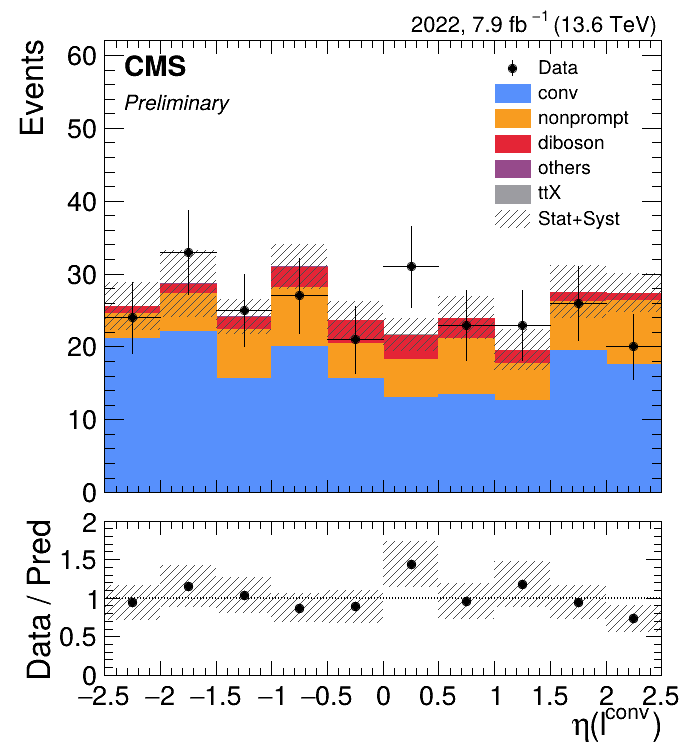 2022, 7.9 fb⁻¹ (13.6 TeV)
Events
CMS
Preliminary
Data
conv
nonprompt
diboson
others
ttX
Stat+Syst
60
50
40
30
20
10
0
Data / Pred
2
1.5
1
0.5
0
−2.5 −2 −1.5 −1 −0.5 0 0.5 1 1.5 2 2.5
η(l^conv)